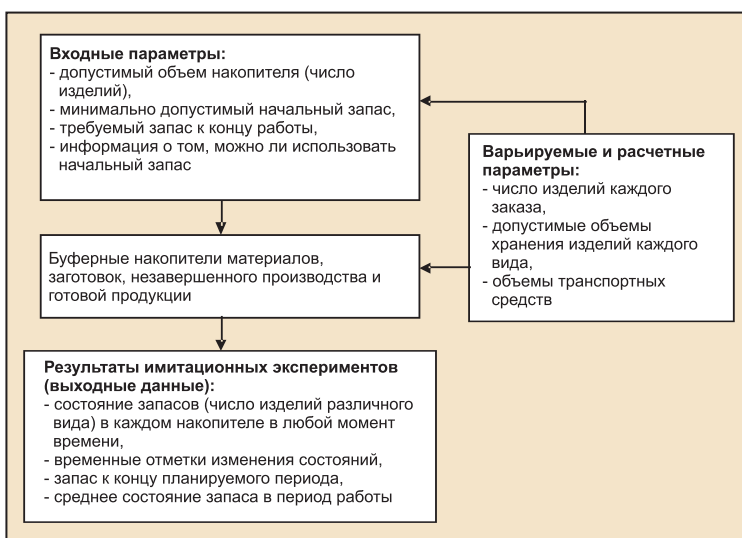 Входные параметры:
- допустимый объем накопителя (число
изделий),
- минимально допустимый начальный запас,
- требуемый запас к концу работы,
- информация о том, можно ли использовать
начальный запас
Варьируемые и расчетные
параметры:
- число изделий каждого
заказа,
- допустимые объемы
хранения изделий каждого
вида,
- объемы транспортных
средств
Буферные накопители материалов,
заготовок, незавершенного производства и
готовой продукции
Результаты имитационных экспериментов
(выходные данные):
- состояние запасов (число изделий различного
вида) в каждом накопителе в любой момент
времени,
- временные отметки изменения состояний,
- запас к концу планируемого периода,
- среднее состояние запаса в период работы